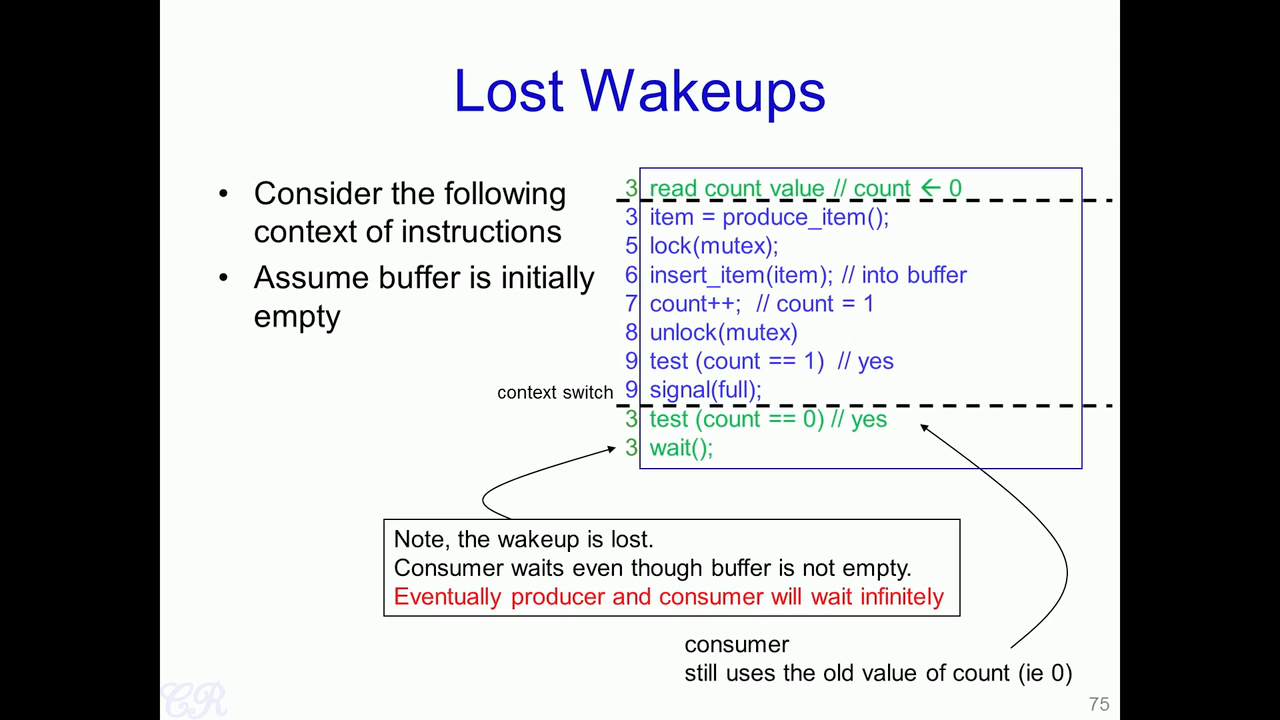 Lost Wakeups
• Consider the following
context of instructions
• Assume buffer is initially
empty
3 read count value // count ← 0
3 item = produce_item();
5 lock(mutex);
6 insert_item(item); // into buffer
7 count++; // count = 1
8 unlock(mutex)
9 test (count == 1) // yes
context switch 9 signal(full);
3 test (count == 0) // yes
3 wait();
Note, the wakeup is lost.
Consumer waits even though buffer is not empty.
Eventually producer and consumer will wait infinitely
consumer
still uses the old value of count (ie 0)
CR
75